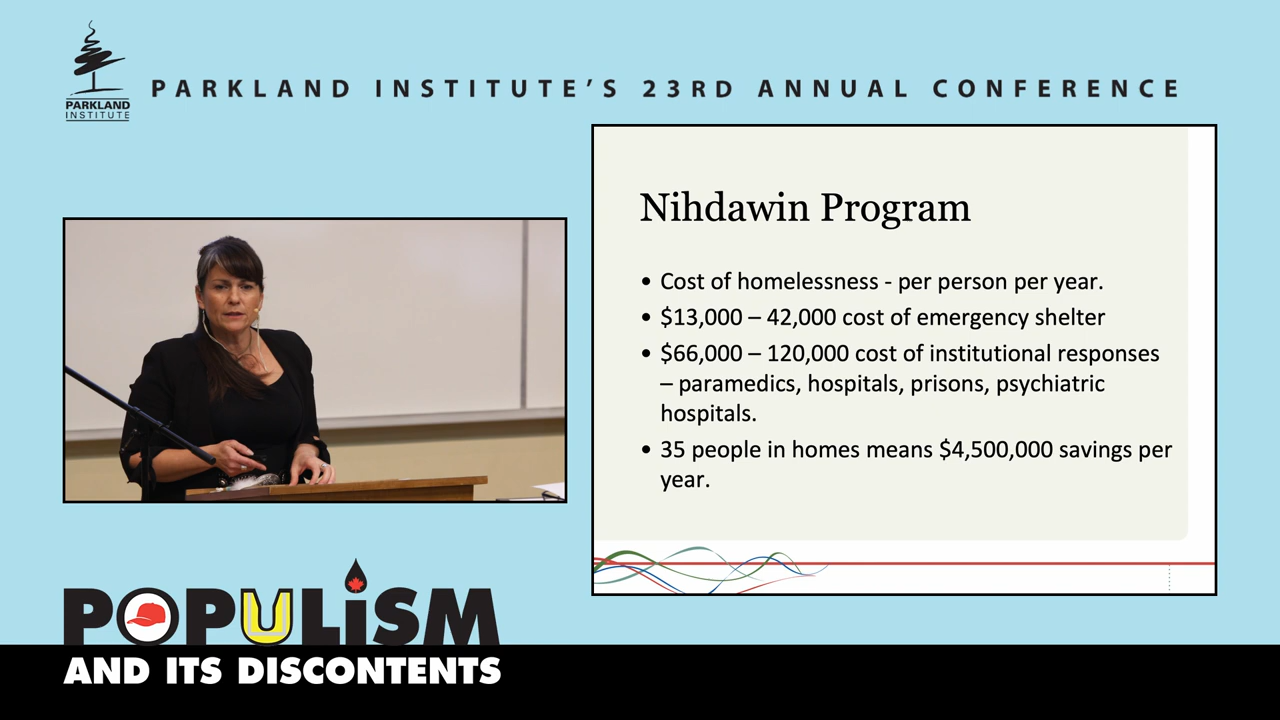 PARKLAND
INSTITUTE
PARKLAND INSTITUTE'S 23RD ANNUAL CONFERENCE
Nihdawin Program
• Cost of homelessness - per person per year.
• $13,000 – 42,000 cost of emergency shelter
• $66,000 – 120,000 cost of institutional responses
– paramedics, hospitals, prisons, psychiatric
hospitals.
• 35 people in homes means $4,500,000 savings per
year.
POPULiSM
AND ITS DISCONTENTS